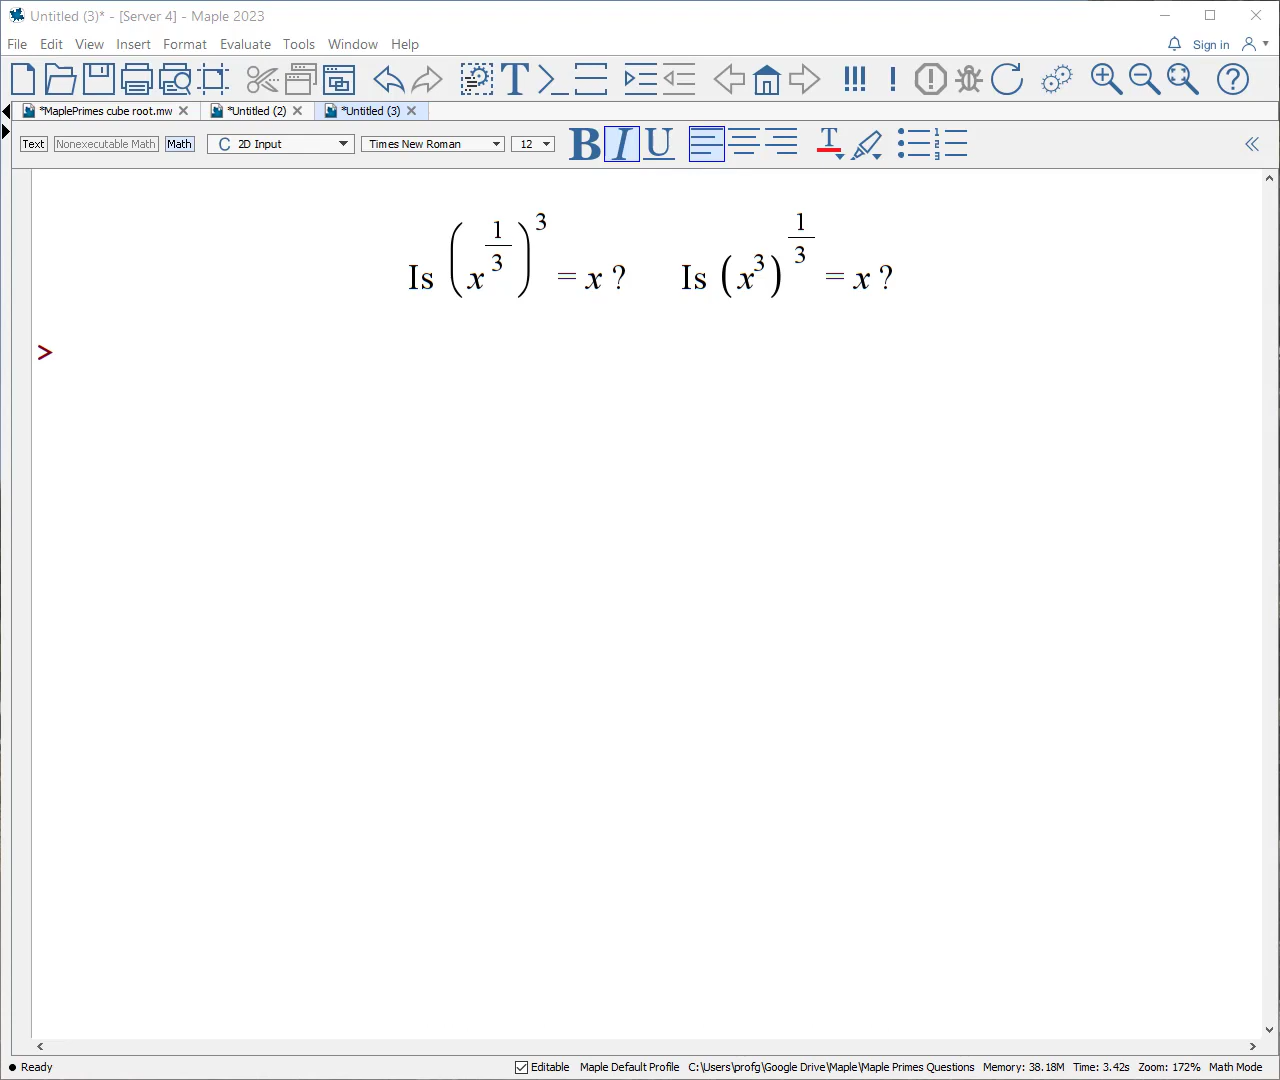 Untitled (3)* - [Server 4] - Maple 2023
File Edit View Insert Format Evaluate Tools Window Help
Sign in
*MaplePrimes cube root.mw *Untitled (2) *Untitled (3)
Text Nonexecutable Math Math C 2D Input Times New Roman 12 B I U T
Is (x^(1/3))^3 = x ? Is (x^3)^(1/3) = x ?
>
Ready Editable Maple Default Profile C:\Users\profg\Google Drive\Maple\Maple Primes Questions Memory: 38.18M Time: 3.42s Zoom: 172% Math Mode